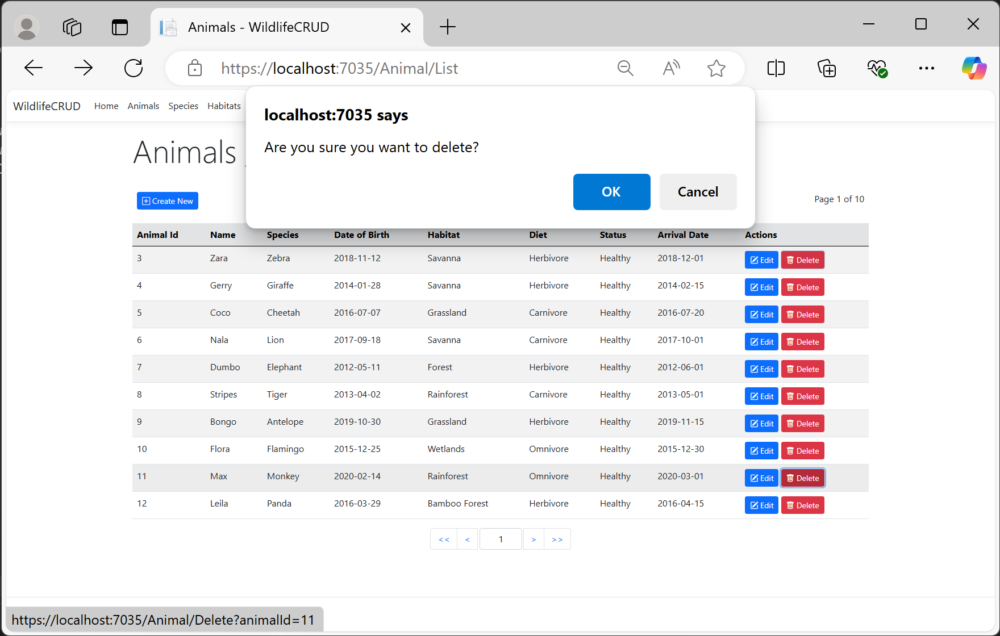 Animals - WildlifeCRUD
https://localhost:7035/Animal/List
WildlifeCRUD Home Animals Species Habitats
localhost:7035 says
Are you sure you want to delete?
OK Cancel
Animals
Create New
Page 1 of 10
Animal Id Name Species Date of Birth Habitat Diet Status Arrival Date Actions
3 Zara Zebra 2018-11-12 Savanna Herbivore Healthy 2018-12-01 Edit Delete
4 Gerry Giraffe 2014-01-28 Savanna Herbivore Healthy 2014-02-15 Edit Delete
5 Coco Cheetah 2016-07-07 Grassland Carnivore Healthy 2016-07-20 Edit Delete
6 Nala Lion 2017-09-18 Savanna Carnivore Healthy 2017-10-01 Edit Delete
7 Dumbo Elephant 2012-05-11 Forest Herbivore Healthy 2012-06-01 Edit Delete
8 Stripes Tiger 2013-04-02 Rainforest Carnivore Healthy 2013-05-01 Edit Delete
9 Bongo Antelope 2019-10-30 Grassland Herbivore Healthy 2019-11-15 Edit Delete
10 Flora Flamingo 2015-12-25 Wetlands Omnivore Healthy 2015-12-30 Edit Delete
11 Max Monkey 2020-02-14 Rainforest Omnivore Healthy 2020-03-01 Edit Delete
12 Leila Panda 2016-03-29 Bamboo Forest Herbivore Healthy 2016-04-15 Edit Delete
<< < 1 > >>
https://localhost:7035/Animal/Delete?animalId=11